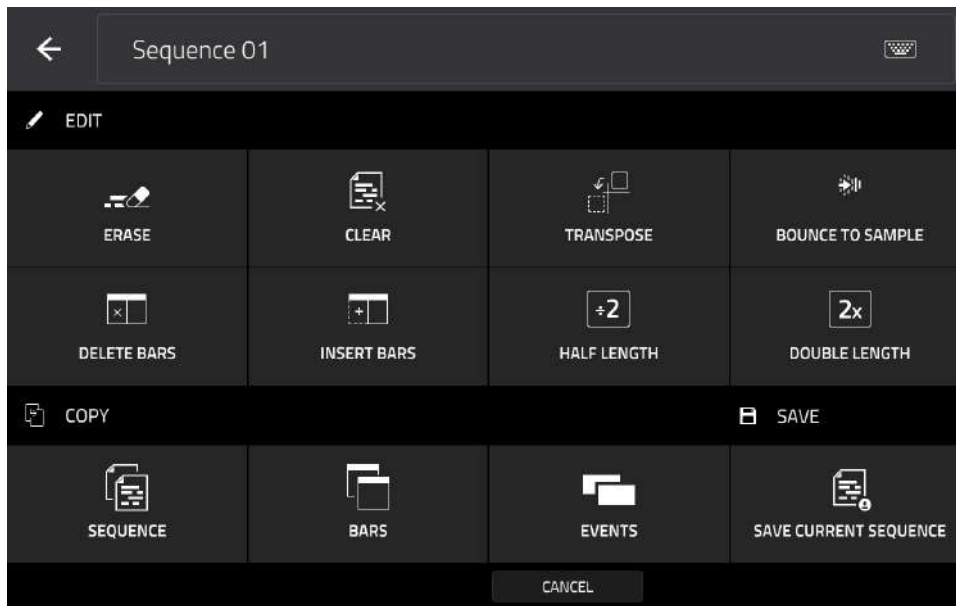 Sequence 01
EDIT
ERASE CLEAR TRANSPOSE BOUNCE TO SAMPLE
÷2 2x
DELETE BARS INSERT BARS HALF LENGTH DOUBLE LENGTH
COPY SAVE
SEQUENCE BARS EVENTS SAVE CURRENT SEQUENCE
CANCEL